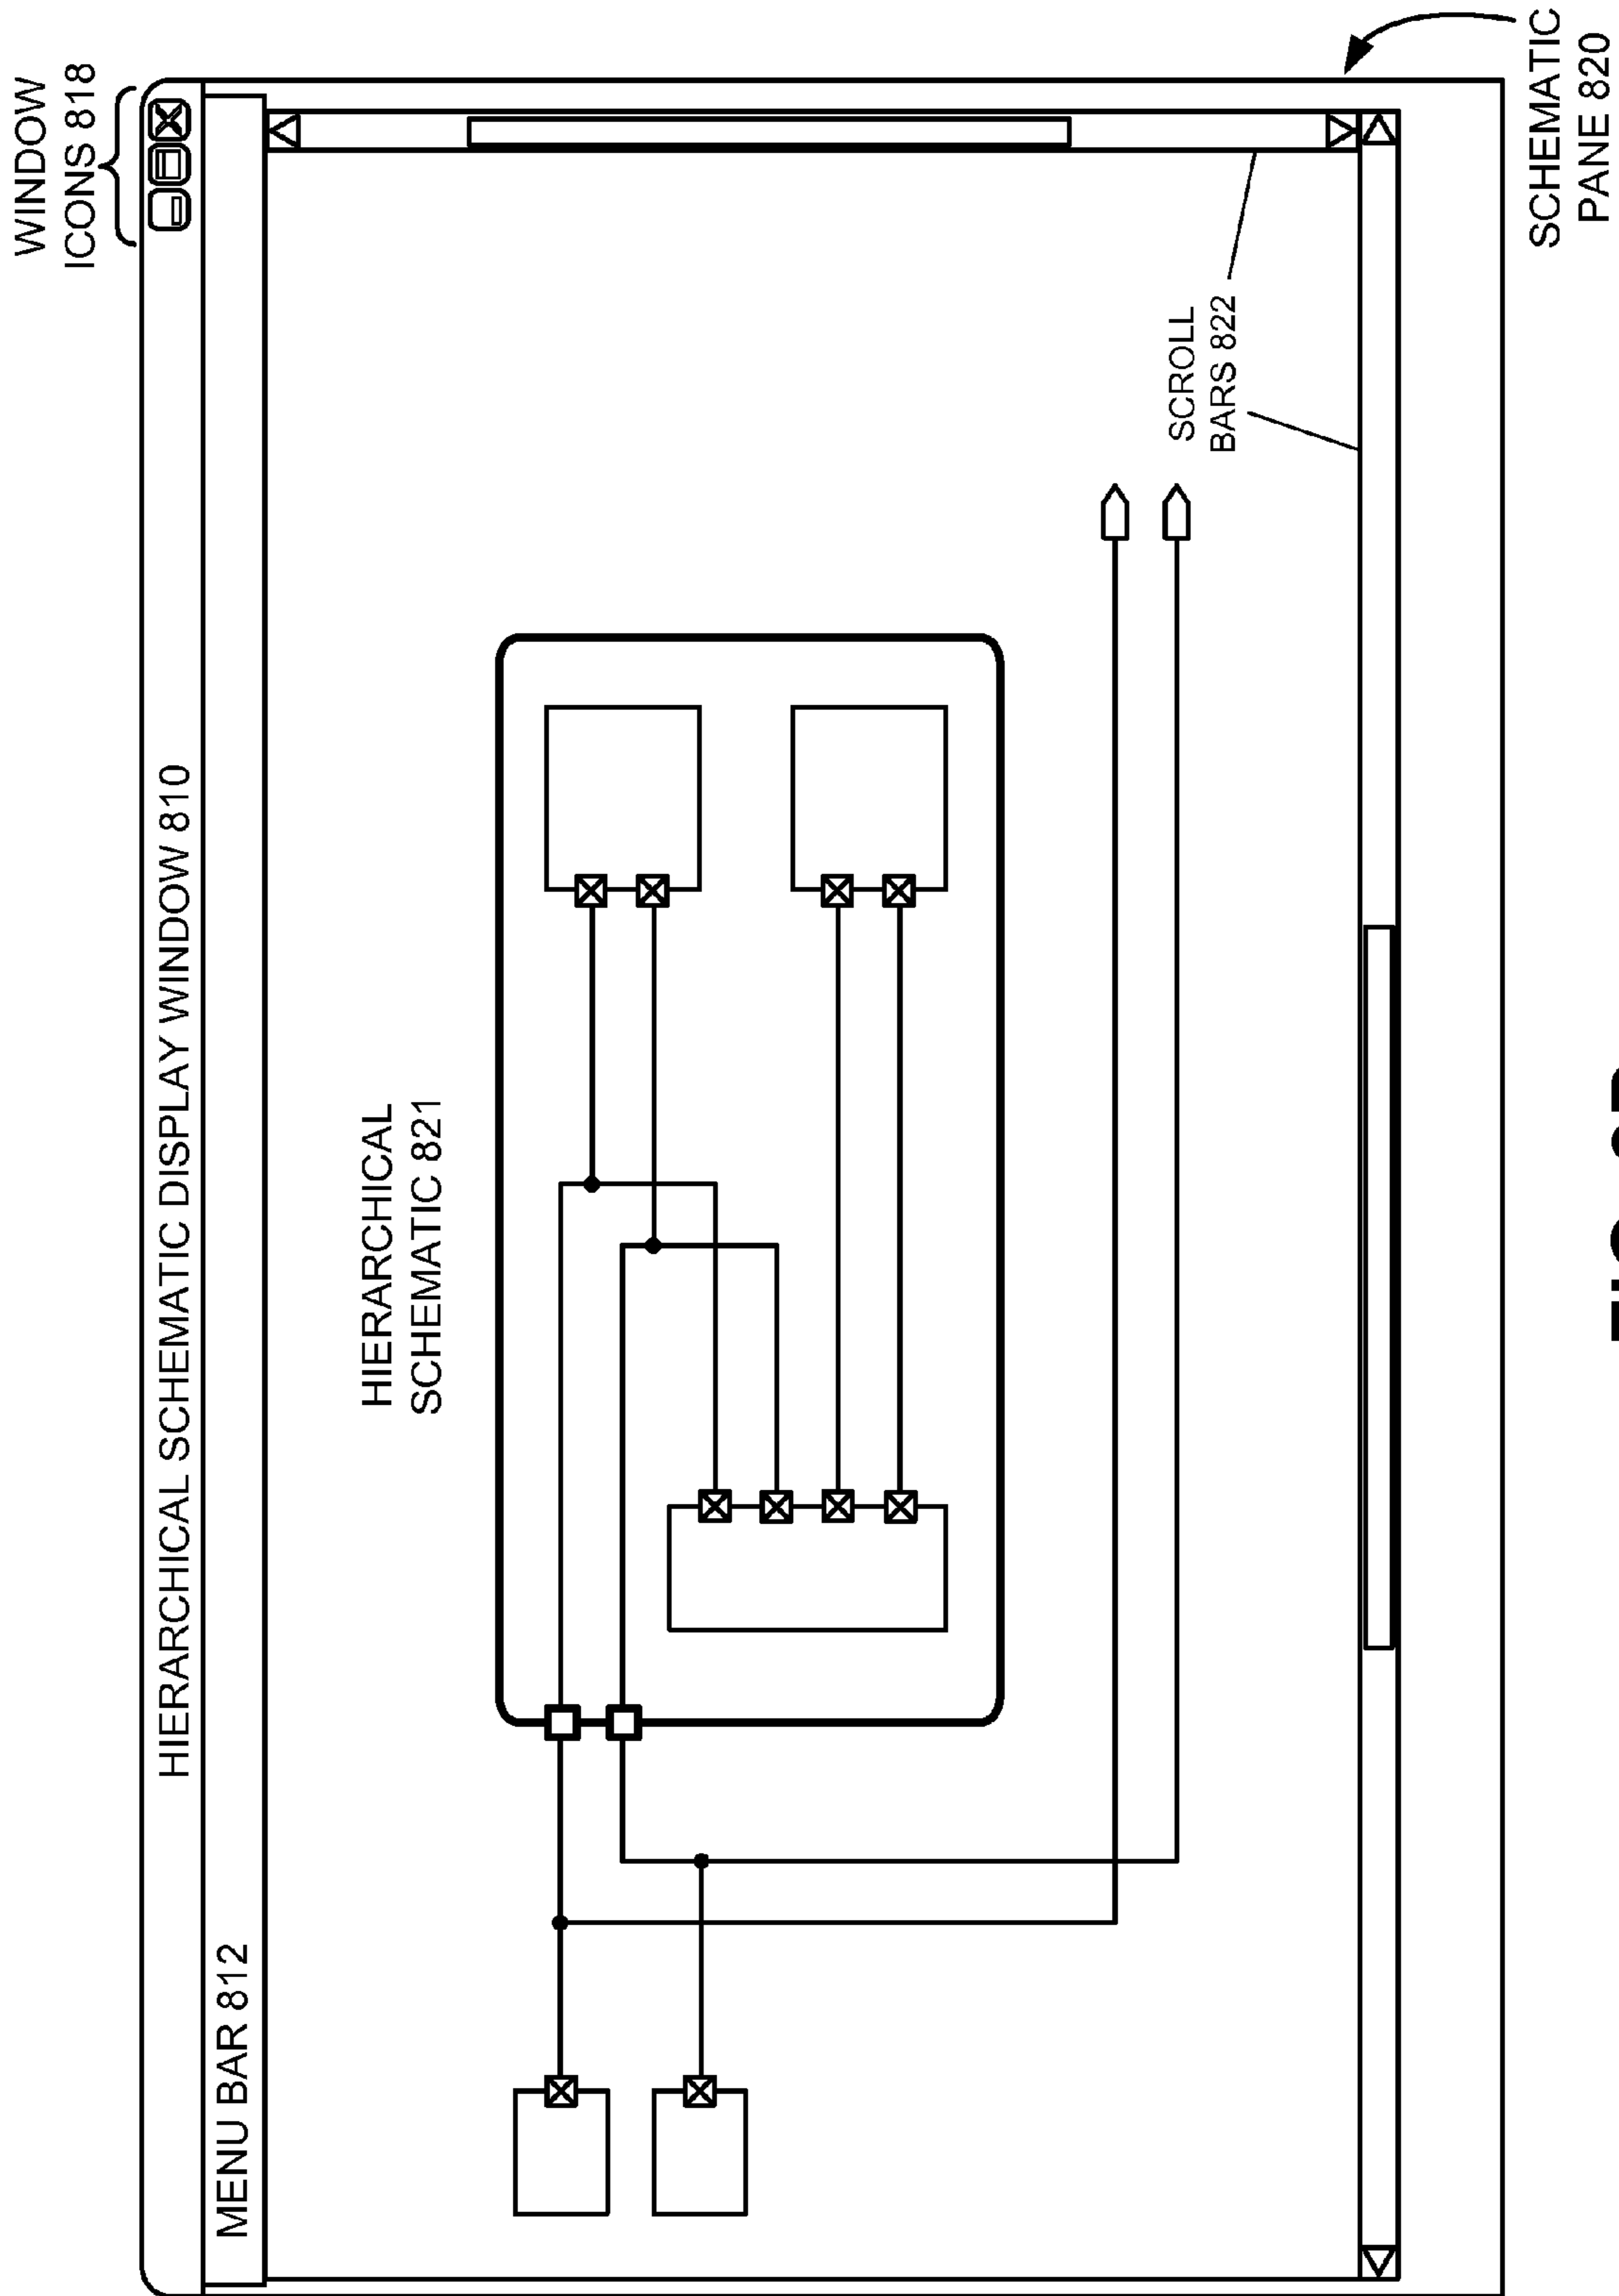 WINDOW
ICONS 818
HIERARCHICAL SCHEMATIC DISPLAY WINDOW 810
MENU BAR 812
HIERARCHICAL
SCHEMATIC 821
SCROLL
BARS 822
SCHEMATIC
PANE 820